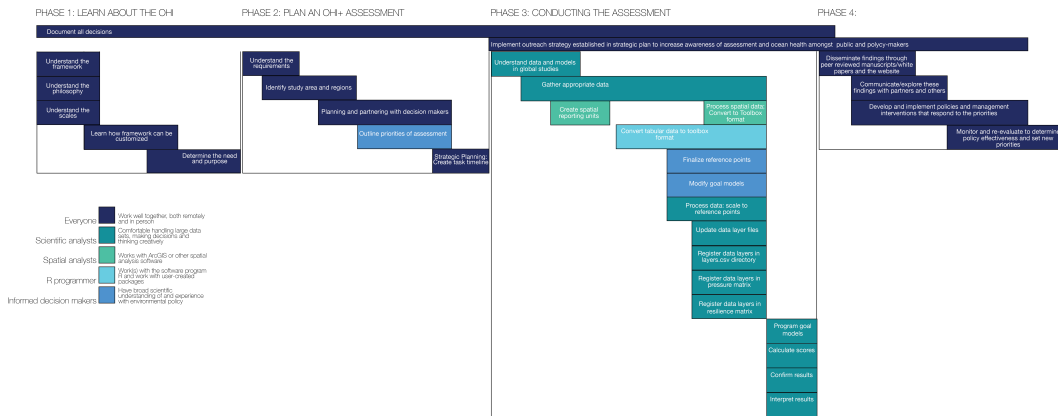 PHASE 1: LEARN ABOUT THE OHI
PHASE 2: PLAN AN OHI+ ASSESSMENT
PHASE 3: CONDUCTING THE ASSESSMENT
PHASE 4:
Document all decisions
Implement outreach strategy established in strategic plan to increase awareness of assessment and ocean health amongst public and polycy-makers
Understand the
framework
Understand the
philosophy
Understand the
scales
Learn how framework can be
customized
Determine the need
and purpose
Understand the
requirements
Identify study area and regions
Planning and partnering with decision makers
Outline priorities of assessment
Strategic Planning:
Create task timeline
Understand data and models
in global studies
Gather appropriate data
Create spatial
reporting units
Process spatial data:
Convert to Toolbox
format
Convert tabular data to toolbox
format
Finalize reference points
Modify goal models
Process data: scale to
reference points
Update data layer files
Register data layers in
layers.csv directory
Register data layers in
pressure matrix
Register data layers in
resilience matrix
Program goal
models
Calculate scores
Confirm results
Interpret results
Disseminate findings through
peer reviewed manuscripts/white
papers and the website
Communicate/explore these
findings with partners and others
Develop and implement policies and management
interventions that respond to the priorities
Monitor and re-evaluate to determine
policy effectiveness and set new
priorities
Everyone
Work well together, both remotely
and in person
Scientific analysts
Comfortable handling large data
sets, making decisions and
thinking creatively
Spatial analysts
Works with ArcGIS or other spatial
analysis software
R programmer
Work(s) with the software program
R and work with user-created
packages
Informed decision makers
Have broad scientific
understanding of and experience
with environmental policy